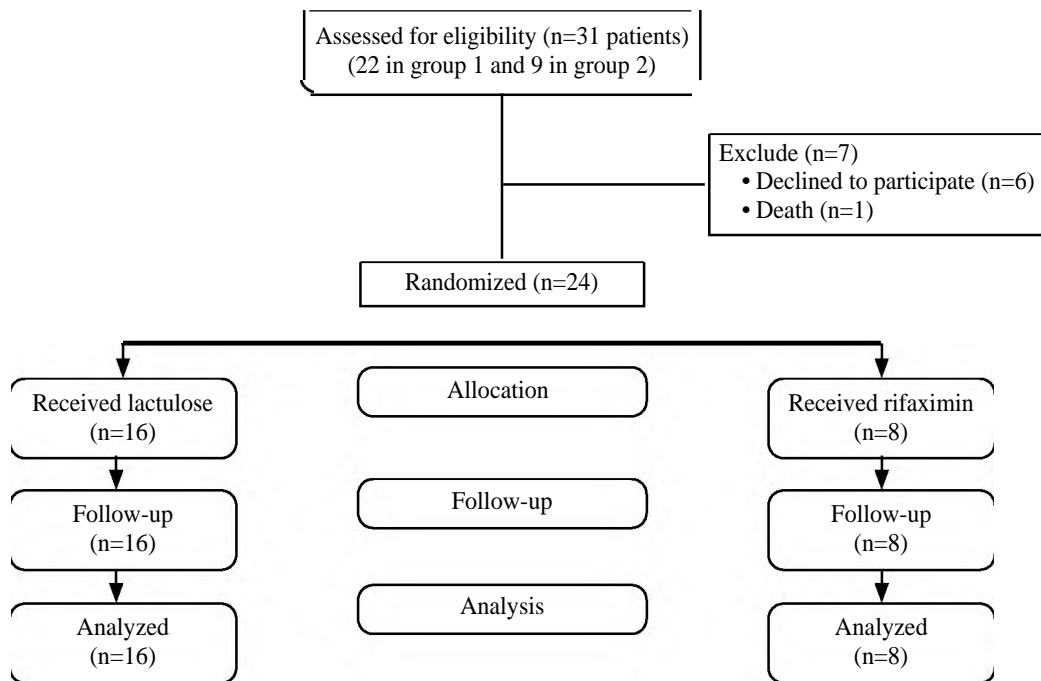 Assessed for eligibility (n=31 patients)
(22 in group 1 and 9 in group 2)
Exclude (n=7)
• Declined to participate (n=6)
• Death (n=1)
Randomized (n=24)
Received lactulose
(n=16)
Allocation
Received rifaximin
(n=8)
Follow-up
(n=16)
Follow-up
Follow-up
(n=8)
Analyzed
(n=16)
Analysis
Analyzed
(n=8)